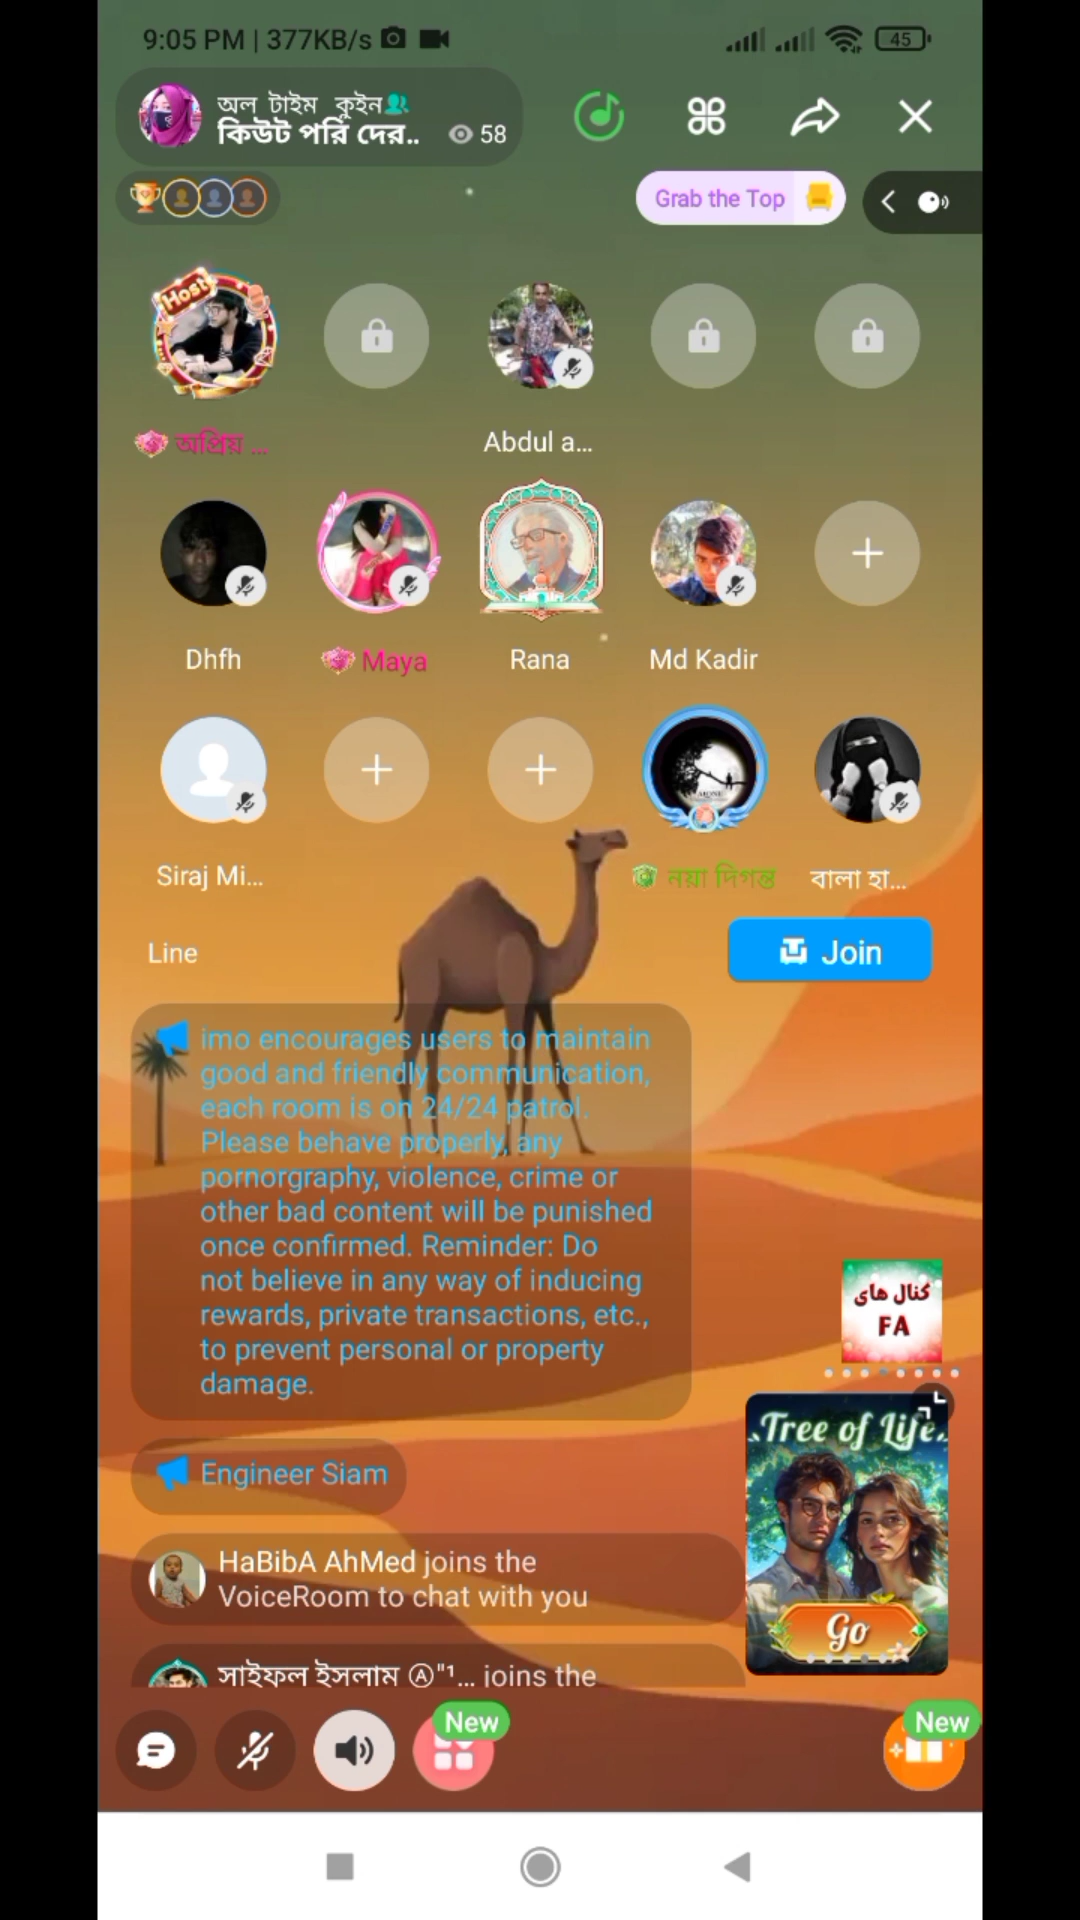 9:05 PM | 377KB/s
45
অল টাইম কুইন
কিউট পরি দের.. 58
Grab the Top
Host
অপ্রিয় ...
Abdul a...
Dhfh
Maya
Rana
Md Kadir
ALONE
Siraj Mi...
নয়া দিগন্ত
বালা হা...
Line
Join
imo encourages users to maintain
good and friendly communication,
each room is on 24/24 patrol.
Please behave properly, any
pornorgraphy, violence, crime or
other bad content will be punished
once confirmed. Reminder: Do
not believe in any way of inducing
rewards, private transactions, etc.,
to prevent personal or property
damage.
کنال های
FA
Tree of Life
Engineer Siam
HaBibA AhMed joins the
VoiceRoom to chat with you
Go
সাইফল ইসলাম Ⓐ"¹... joins the
New
New